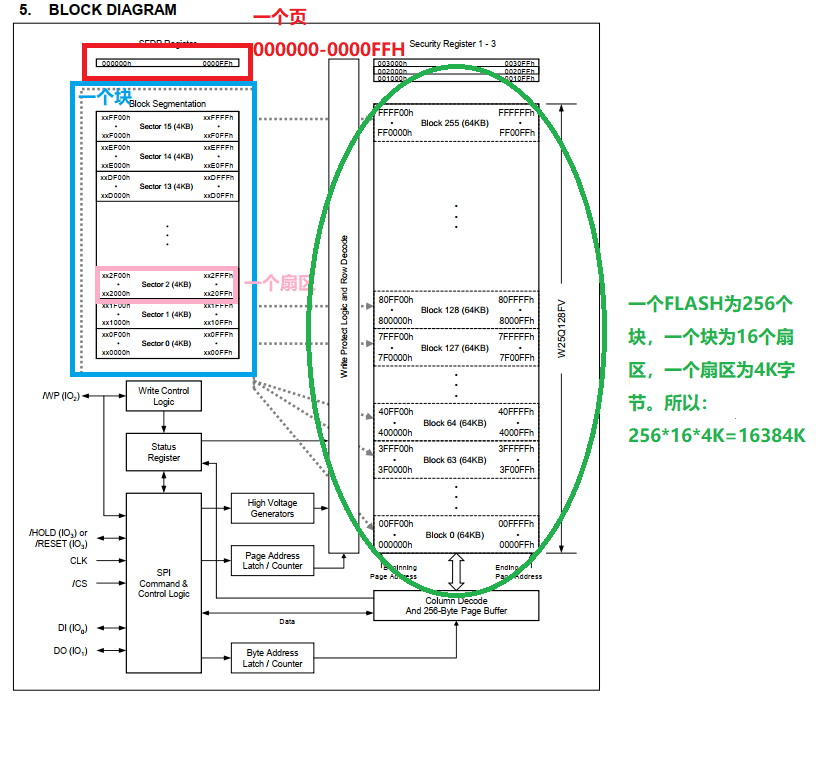 5. BLOCK DIAGRAM
一个页
000000-0000FFH
SFDP Register
000000h 0000FFh
Security Register 1 - 3
003000h 0030FFh
002000h 0020FFh
001000h 0010FFh
一个块
Block Segmentation
xxFF00h xxFFFFh
Sector 15 (4KB)
xxF000h xxF0FFh
xxEF00h xxEFFFh
Sector 14 (4KB)
xxE000h xxE0FFh
xxDF00h xxDFFFh
Sector 13 (4KB)
xxD000h xxD0FFh
xx2F00h xx2FFFh
Sector 2 (4KB)
xx2000h xx20FFh
一个扇区
xx1F00h xx1FFFh
Sector 1 (4KB)
xx1000h xx10FFh
xx0F00h xx0FFFh
Sector 0 (4KB)
xx0000h xx00FFh
Write Protect Logic and Row Decode
FFFF00h FFFFFFh
Block 255 (64KB)
FF0000h FF00FFh
80FF00h 80FFFFh
Block 128 (64KB)
800000h 8000FFh
7FFF00h 7FFFFFh
Block 127 (64KB)
7F0000h 7F00FFh
40FF00h 40FFFFh
Block 64 (64KB)
400000h 4000FFh
3FFF00h 3FFFFFh
Block 63 (64KB)
3F0000h 3F00FFh
00FF00h 00FFFFh
Block 0 (64KB)
000000h 0000FFh
W25Q128FV
Beginning
Page Address
Ending
Page Address
Column Decode
And 256-Byte Page Buffer
/WP (IO2)
Write Control
Logic
Status
Register
High Voltage
Generators
/HOLD (IO3) or
/RESET (IO3)
CLK
/CS
DI (IO0)
DO (IO1)
SPI
Command &
Control Logic
Page Address
Latch / Counter
Data
Byte Address
Latch / Counter
一个FLASH为256个
块，一个块为16个扇
区，一个扇区为4K字
节。所以：
256*16*4K=16384K